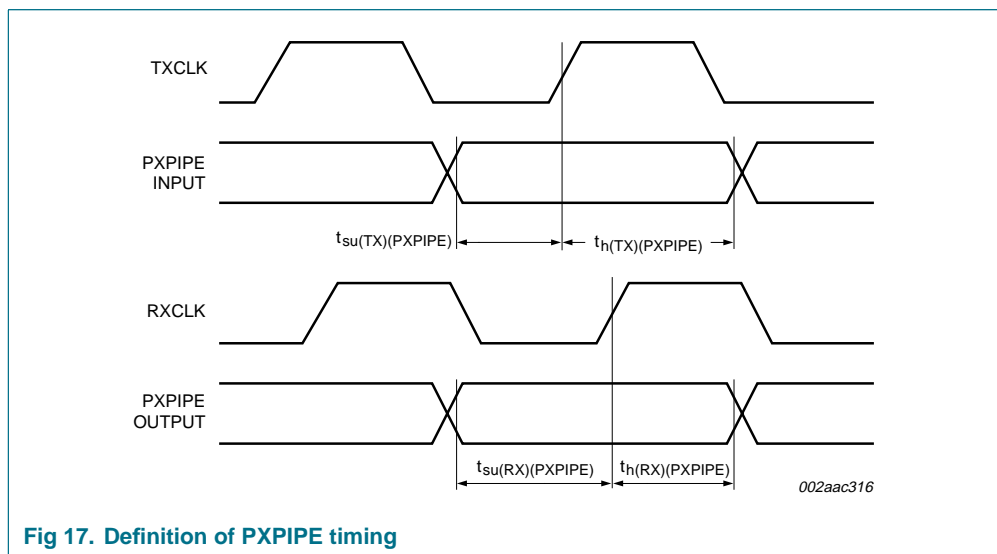 TXCLK
PXPIPE
INPUT
tsu(TX)(PXPIPE)
th(TX)(PXPIPE)
RXCLK
PXPIPE
OUTPUT
tsu(RX)(PXPIPE)
th(RX)(PXPIPE)
002aac316
Fig 17. Definition of PXPIPE timing